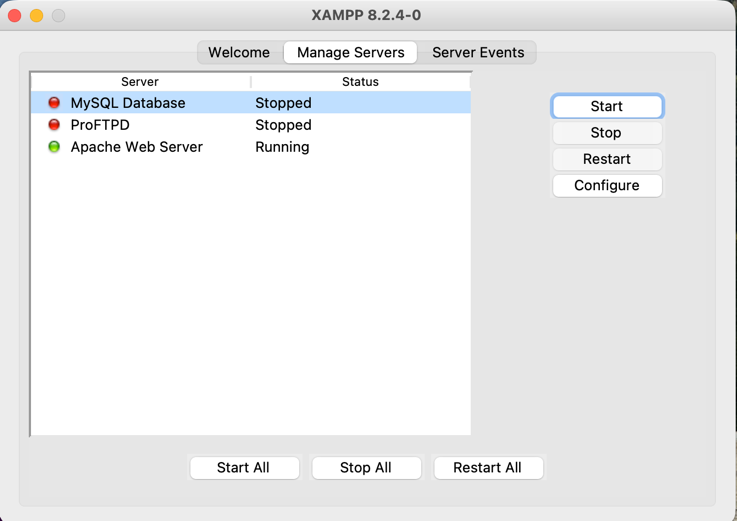 XAMPP 8.2.4-0
Welcome Manage Servers Server Events
Server Status
MySQL Database Stopped
ProFTPD Stopped
Apache Web Server Running
Start
Stop
Restart
Configure
Start All Stop All Restart All